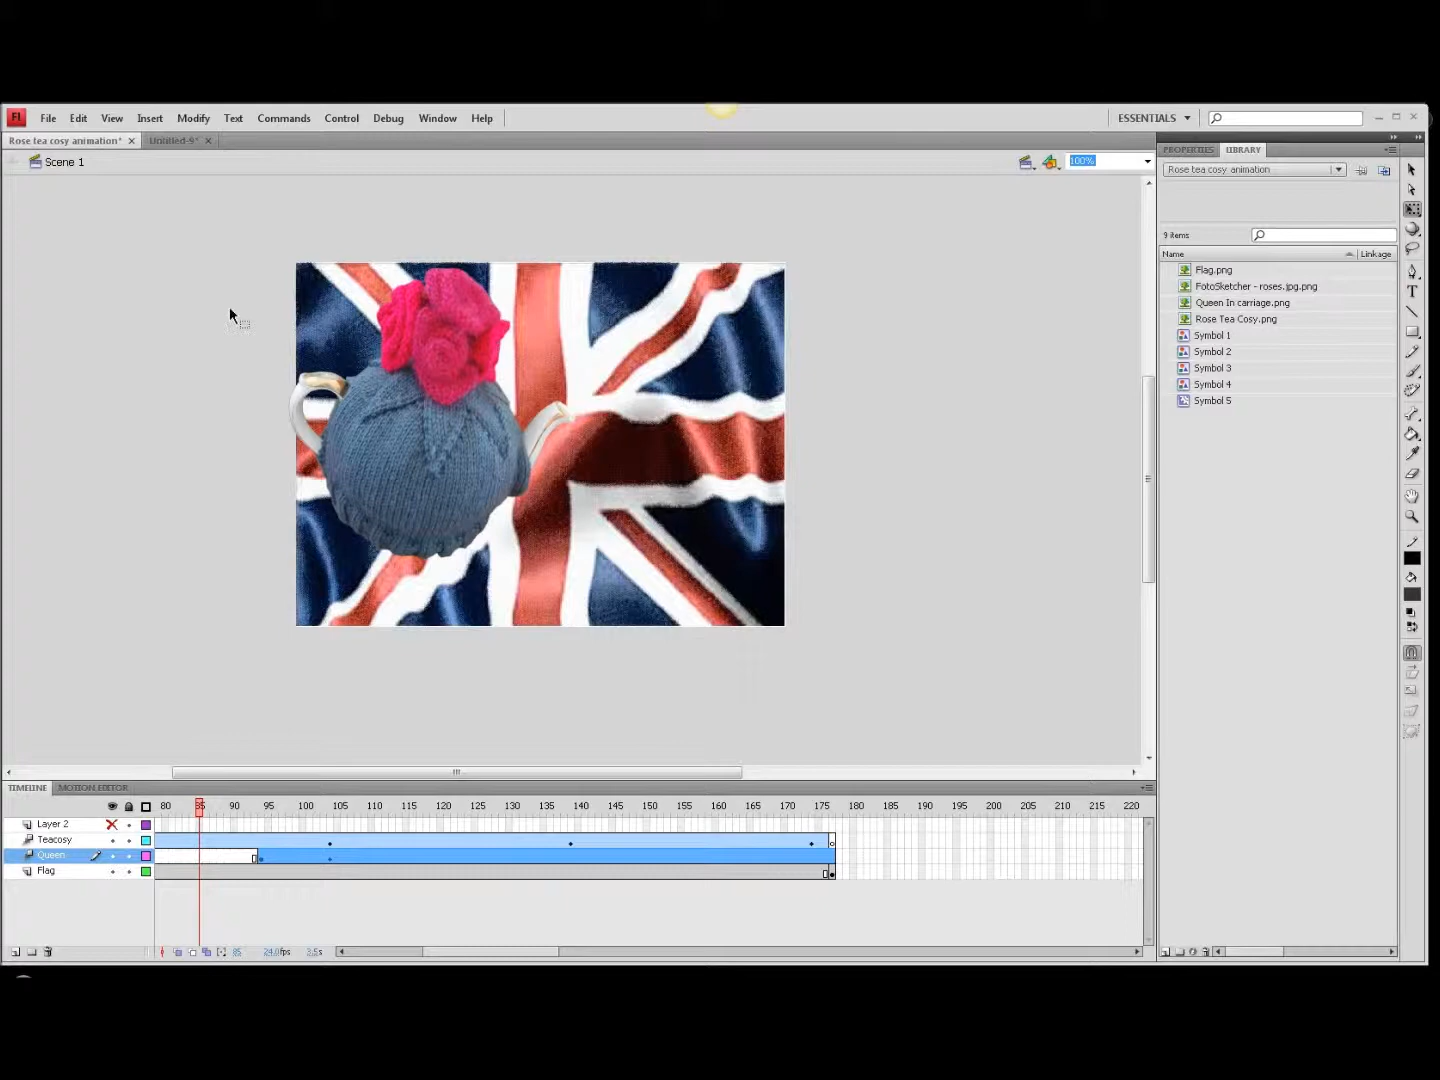 Fl File Edit View Insert Modify Text Commands Control Debug Window Help ESSENTIALS
Rose tea cosy animation* Untitled-9*
Scene 1 100%
PROPERTIES LIBRARY
Rose tea cosy animation
9 items
Name Linkage
Flag.png
FotoSketcher - roses.jpg.png
Queen In carriage.png
Rose Tea Cosy.png
Symbol 1
Symbol 2
Symbol 3
Symbol 4
Symbol 5
TIMELINE MOTION EDITOR
80 85 90 95 100 105 110 115 120 125 130 135 140 145 150 155 160 165 170 175 180 185 190 195 200 205 210 215 220
Layer 2
Teacosy
Queen
Flag
85 24.0fps 3.5s